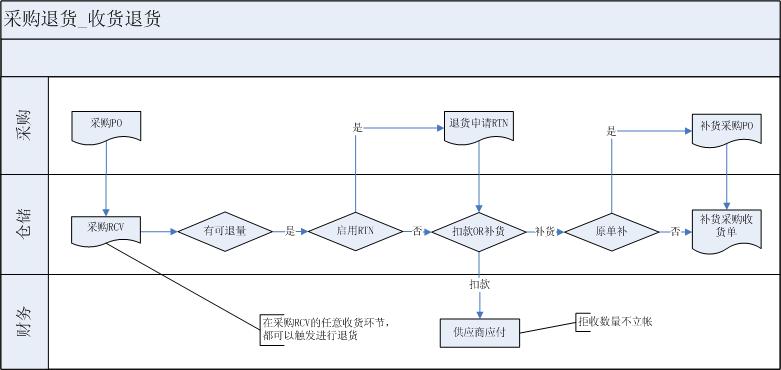 采购退货_收货退货
采购
采购PO
是
退货申请RTN
是
补货采购PO
仓储
采购RCV
有可退量
是
启用RTN
否
扣款OR补货
补货
原单补
否
补货采购收
货单
扣款
财务
在采购RCV的任意收货环节，
都可以触发进行退货
供应商应付
拒收数量不立帐